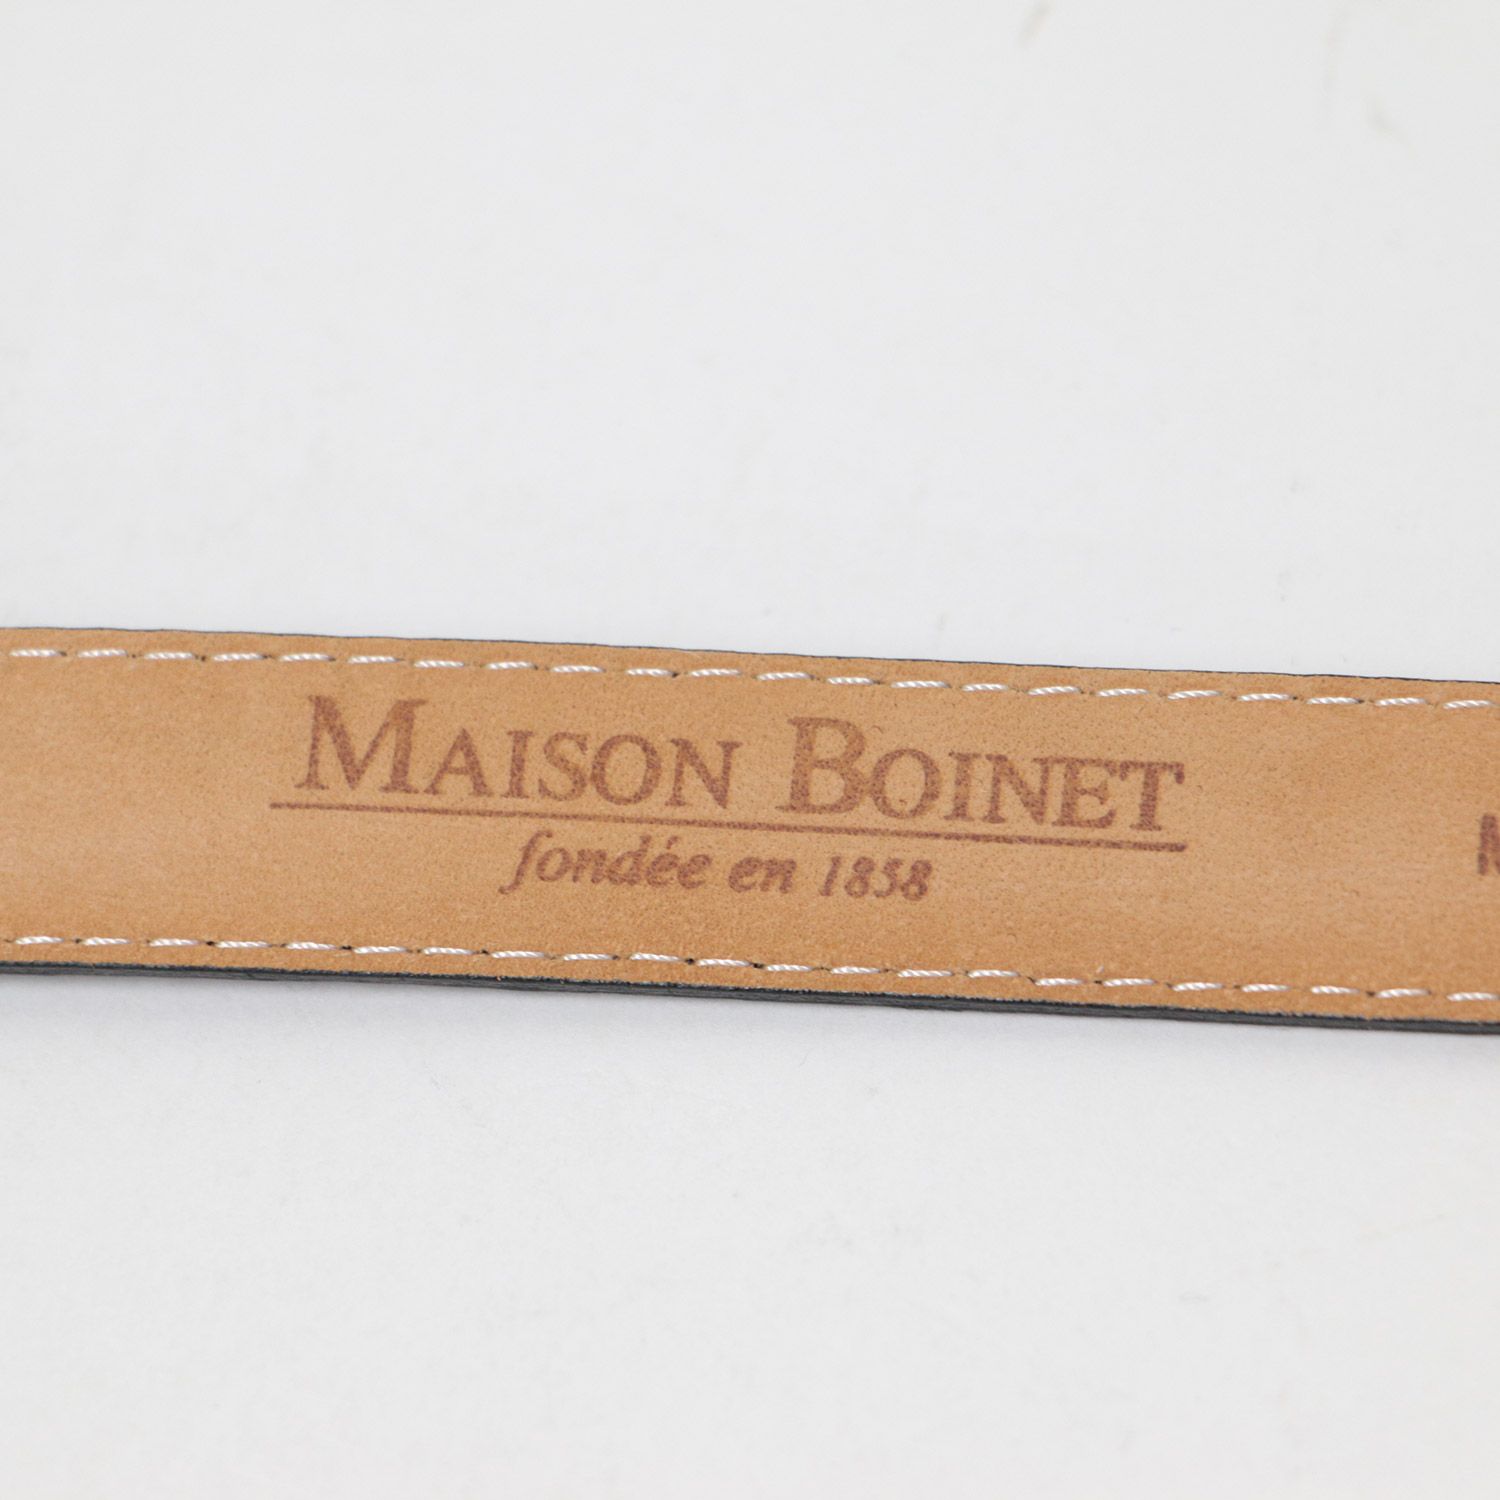 MAISON BOINET
fondée en 1858